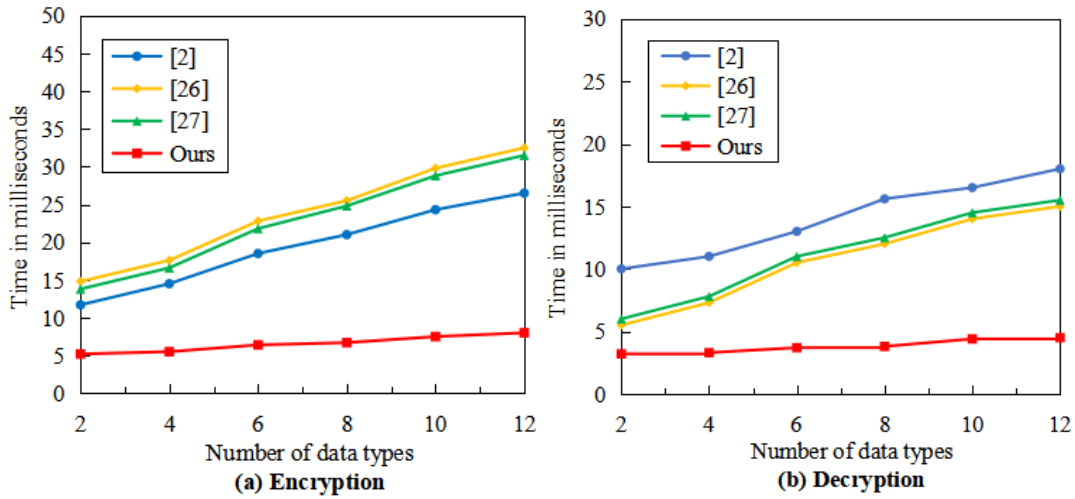 50
45
40
35
30
25
20
15
10
5
0
Time in milliseconds
[2]
[26]
[27]
Ours
2 4 6 8 10 12
Number of data types
(a) Encryption
30
25
20
15
10
5
0
Time in milliseconds
[2]
[26]
[27]
Ours
2 4 6 8 10 12
Number of data types
(b) Decryption